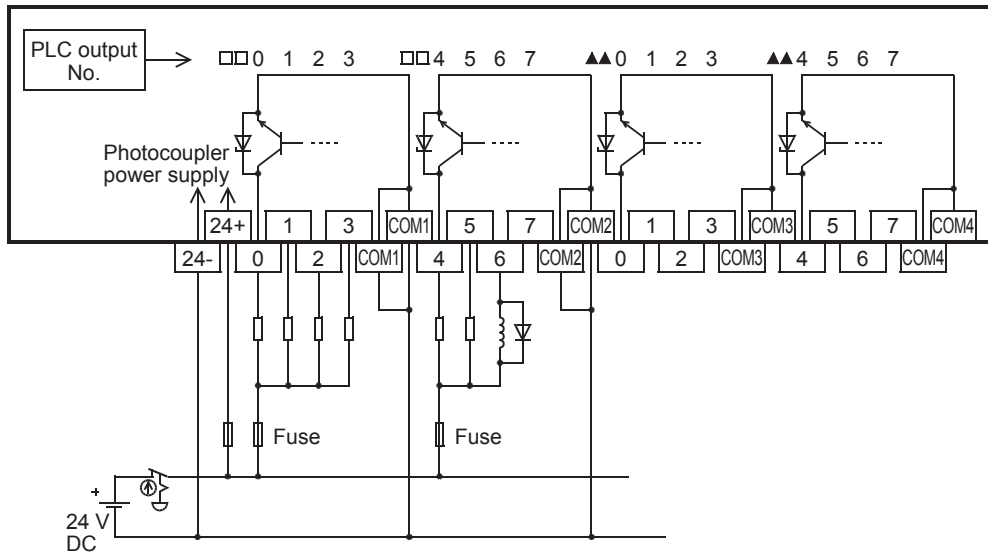 PLC output
No.
□□0 1 2 3
□□4 5 6 7
▲▲0 1 2 3
▲▲4 5 6 7
Photocoupler
power supply
24+ 1 3 COM1 5 7 COM2 1 3 COM3 5 7 COM4
24- 0 2 COM1 4 6 COM2 0 2 COM3 4 6 COM4
Fuse
Fuse
+
24 V
DC